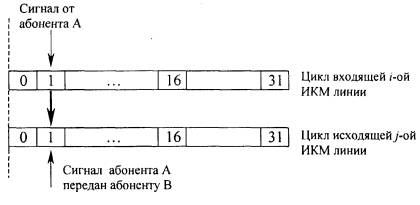 Сигнал от
абонента А
0 1 ... 16 31
Цикл входящей i-ой
ИКМ линии
0 1 ... 16 31
Цикл исходящей j-ой
ИКМ линии
Сигнал абонента А
передан абоненту В